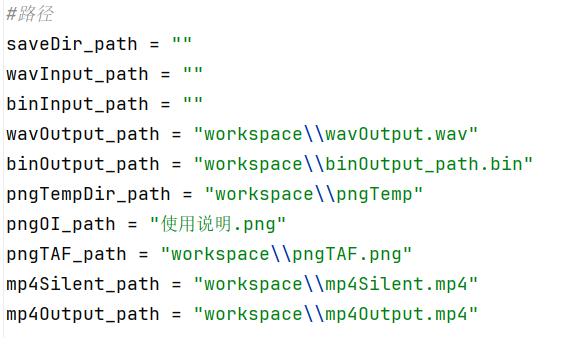 #路径
saveDir_path = ""
wavInput_path = ""
binInput_path = ""
wavOutput_path = "workspace\\wavOutput.wav"
binOutput_path = "workspace\\binOutput_path.bin"
pngTempDir_path = "workspace\\pngTemp"
pngOI_path = "使用说明.png"
pngTAF_path = "workspace\\pngTAF.png"
mp4Silent_path = "workspace\\mp4Silent.mp4"
mp4Output_path = "workspace\\mp4Output.mp4"